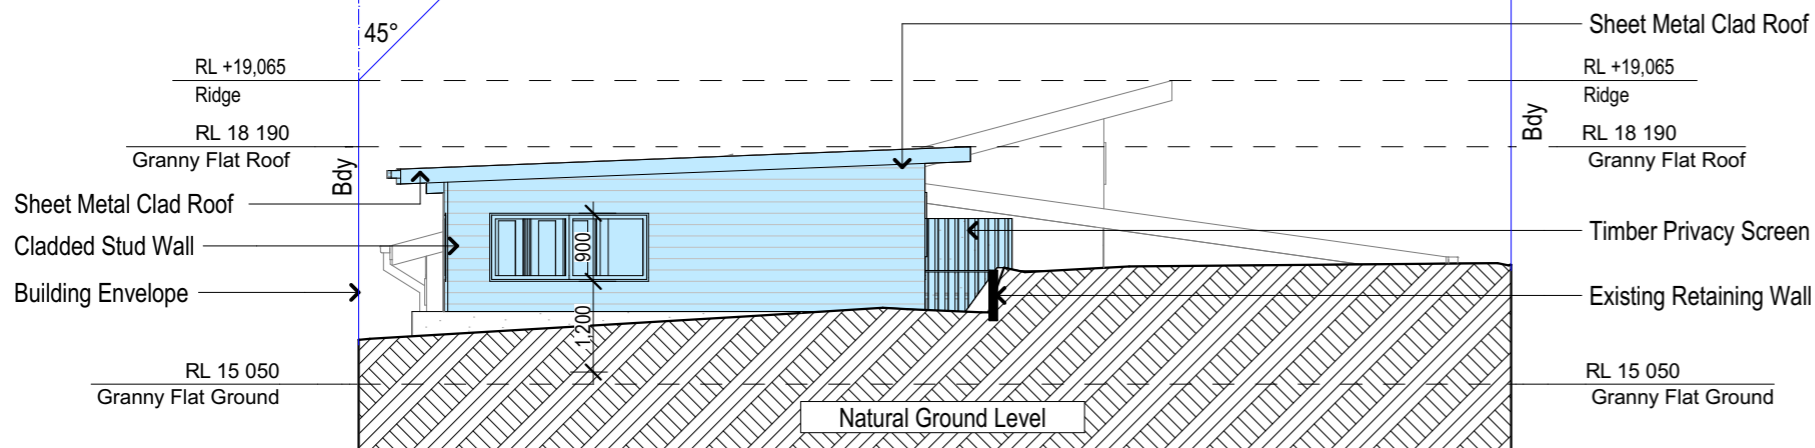 45°
Sheet Metal Clad Roof
RL +19,065
Ridge
RL +19,065
Ridge
RL 18 190
Granny Flat Roof
Bdy
Bdy
RL 18 190
Granny Flat Roof
Sheet Metal Clad Roof
Cladded Stud Wall
Building Envelope
900
1,200
Timber Privacy Screen
Existing Retaining Wall
RL 15 050
Granny Flat Ground
RL 15 050
Granny Flat Ground
Natural Ground Level